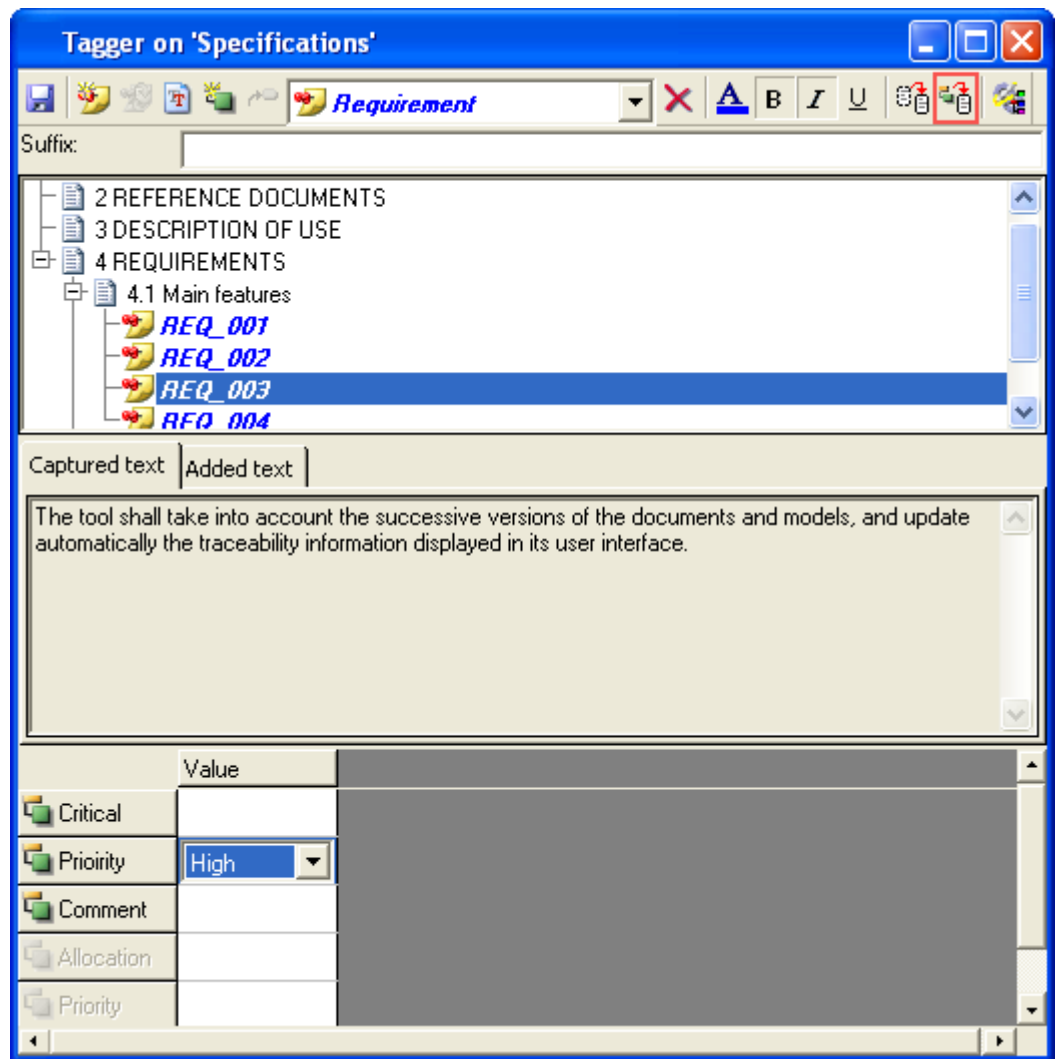 Tagger on 'Specifications'
Requirement
A B I U
Suffix:
2 REFERENCE DOCUMENTS
3 DESCRIPTION OF USE
4 REQUIREMENTS
4.1 Main features
REQ_001
REQ_002
REQ_003
REQ_004
Captured text Added text
The tool shall take into account the successive versions of the documents and models, and update
automatically the traceability information displayed in its user interface.
Value
Critical
Prioirity High
Comment
Allocation
Priority